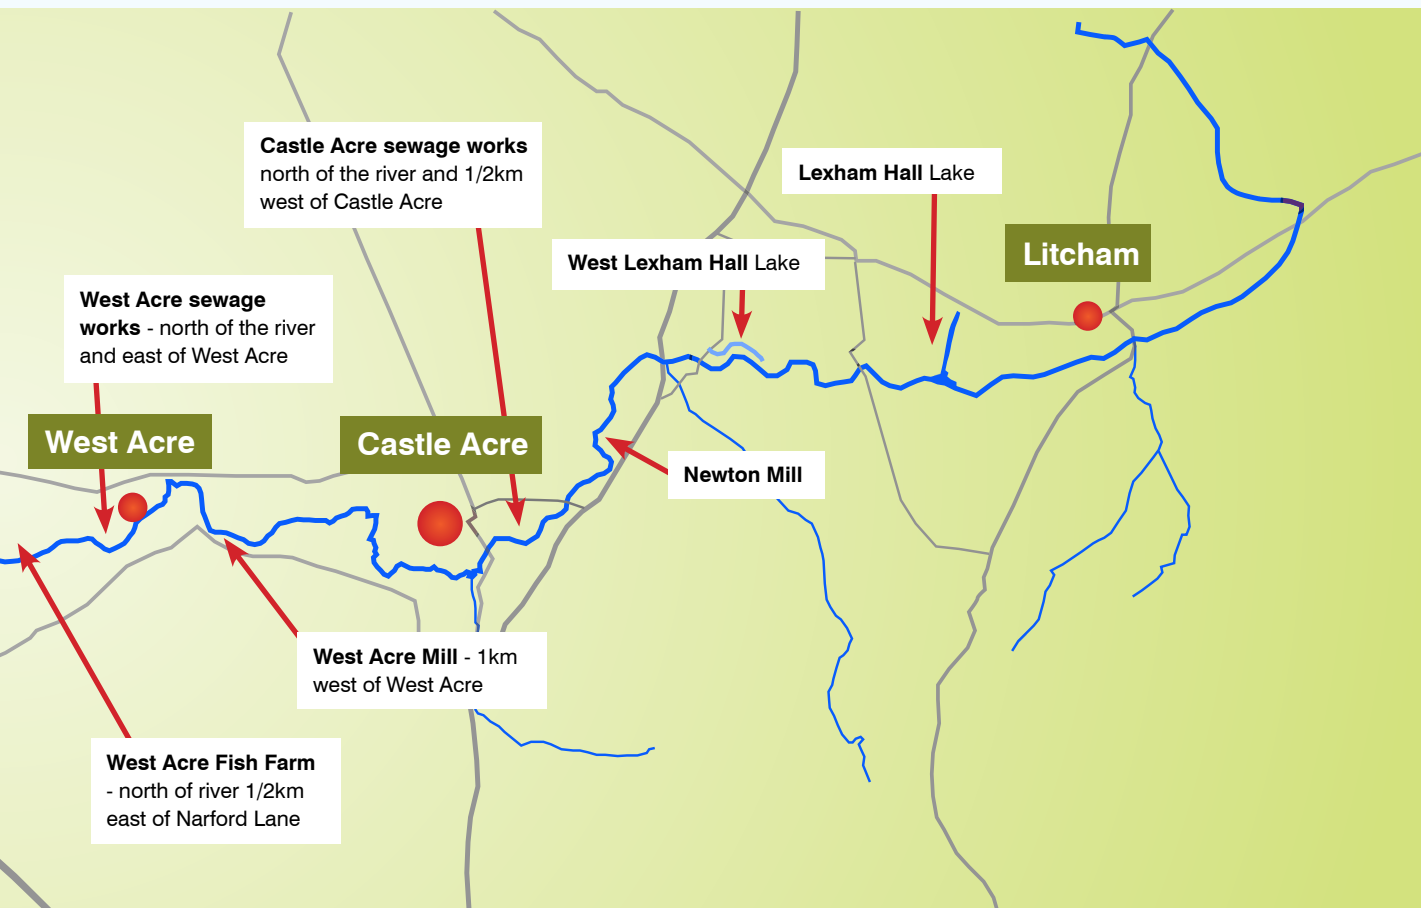 Castle Acre sewage works
north of the river and 1/2km
west of Castle Acre
Lexham Hall Lake
Litcham
West Lexham Hall Lake
West Acre sewage
works - north of the river
and east of West Acre
West Acre
Castle Acre
Newton Mill
West Acre Mill - 1km
west of West Acre
West Acre Fish Farm
- north of river 1/2km
east of Narford Lane